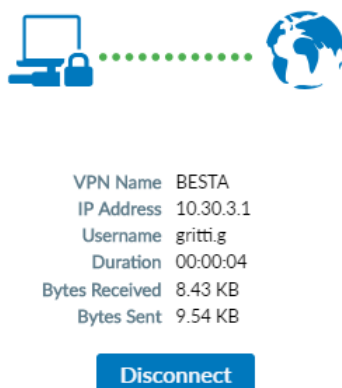 VPN Name BESTA
IP Address 10.30.3.1
Username gritti.g
Duration 00:00:04
Bytes Received 8.43 KB
Bytes Sent 9.54 KB
Disconnect